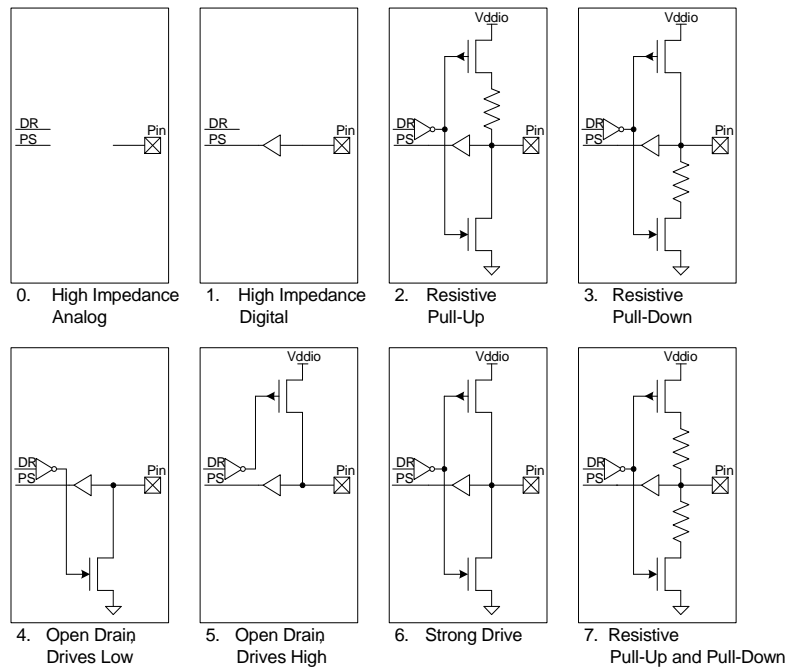 Vddio
Vddio
DR
PS
Pin
DR
PS
Pin
DR
PS
Pin
DR
PS
Pin
0. High Impedance
Analog
1. High Impedance
Digital
2. Resistive
Pull-Up
3. Resistive
Pull-Down
Vddio
Vddio
Vddio
DR
PS
Pin
DR
PS
Pin
DR
PS
Pin
DR
PS
Pin
4. Open Drain,
Drives Low
5. Open Drain,
Drives High
6. Strong Drive
7. Resistive
Pull-Up and Pull-Down